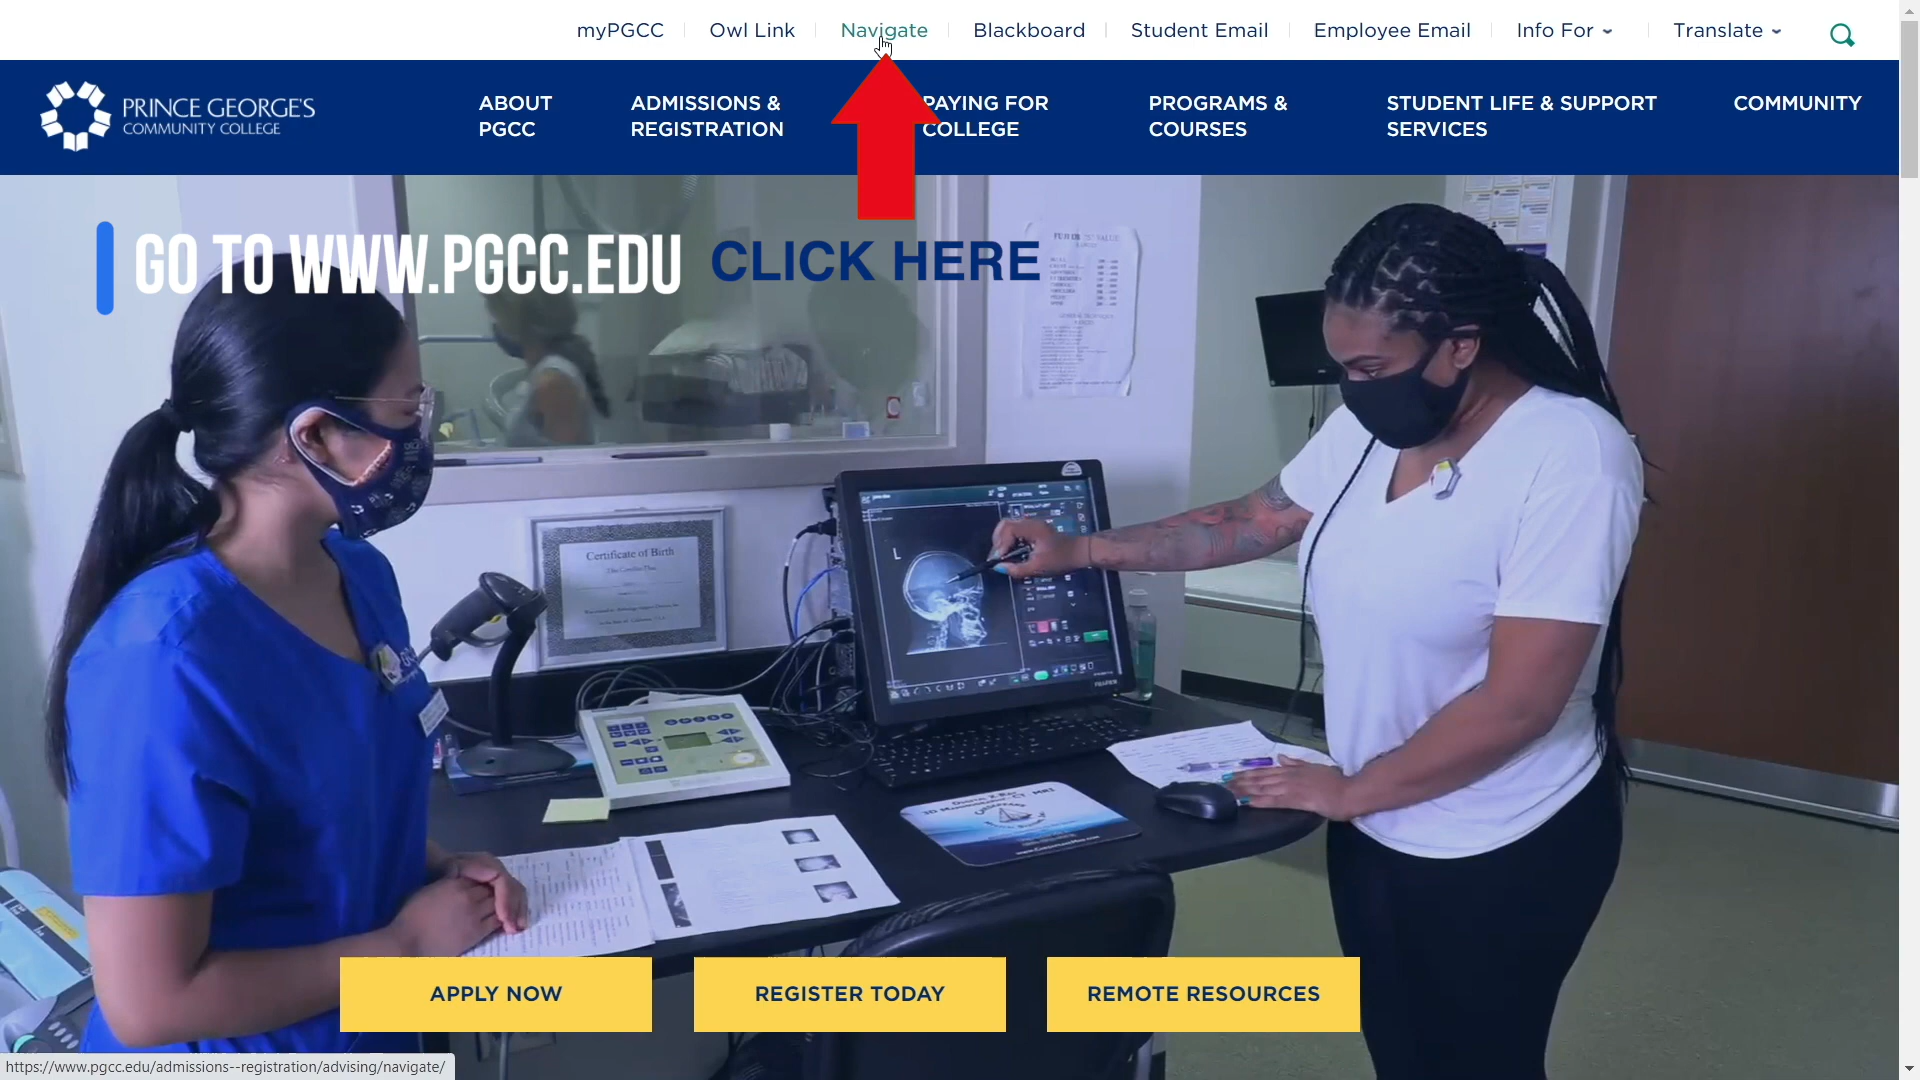 myPGCC
Owl Link
Navigate
Blackboard
Student Email
Employee Email
Info For
Translate
PRINCE GEORGE'S
COMMUNITY COLLEGE
ABOUT
PGCC
ADMISSIONS &
REGISTRATION
PAYING FOR
COLLEGE
PROGRAMS &
COURSES
STUDENT LIFE & SUPPORT
SERVICES
COMMUNITY
GO TO WWW.PGCC.EDU
CLICK HERE
Certificate of Birth
L
APPLY NOW
REGISTER TODAY
REMOTE RESOURCES
https://www.pgcc.edu/admissions--registration/advising/navigate/